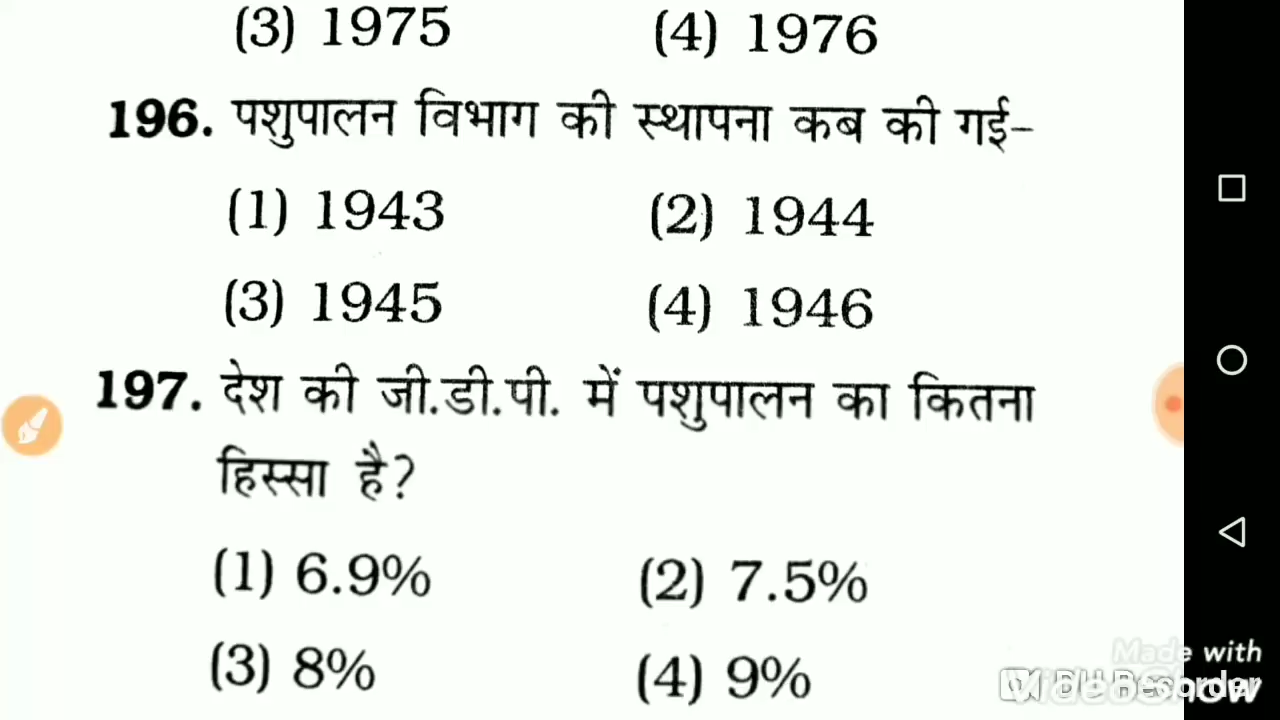 (3) 1975 (4) 1976
196. पशुपालन विभाग की स्थापना कब की गई–
(1) 1943 (2) 1944
(3) 1945 (4) 1946
197. देश की जी.डी.पी. में पशुपालन का कितना
हिस्सा है?
(1) 6.9% (2) 7.5%
(3) 8% (4) 9%
Made with